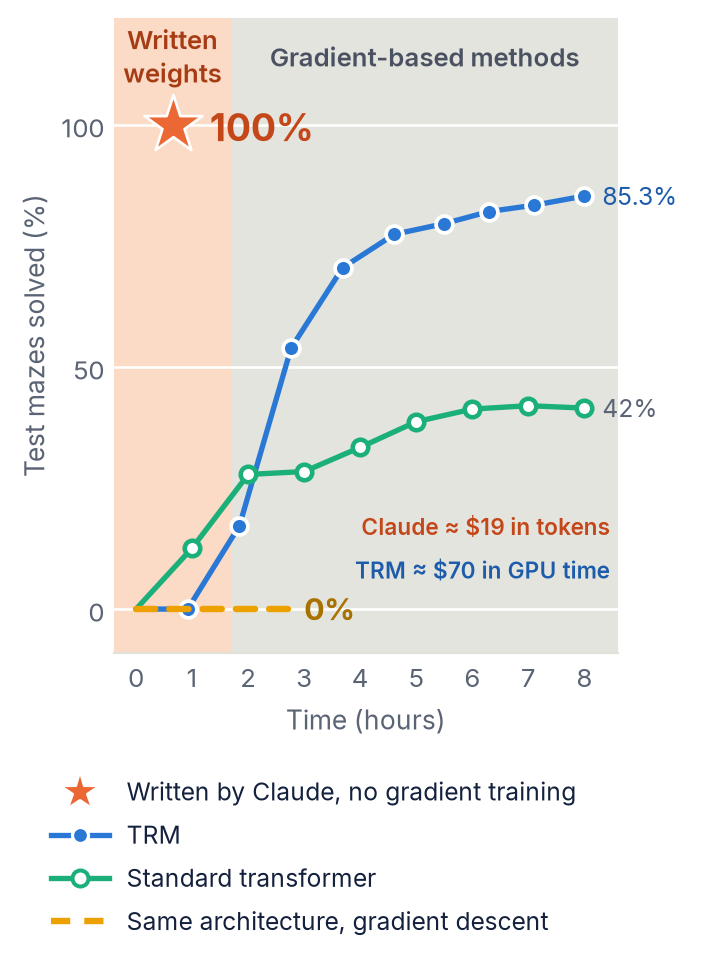 Written
weights
Gradient-based methods
100%
100
85.3%
50
42%
Claude ≈ $19 in tokens
TRM ≈ $70 in GPU time
0
0%
Test mazes solved (%)
0 1 2 3 4 5 6 7 8
Time (hours)
Written by Claude, no gradient training
TRM
Standard transformer
Same architecture, gradient descent